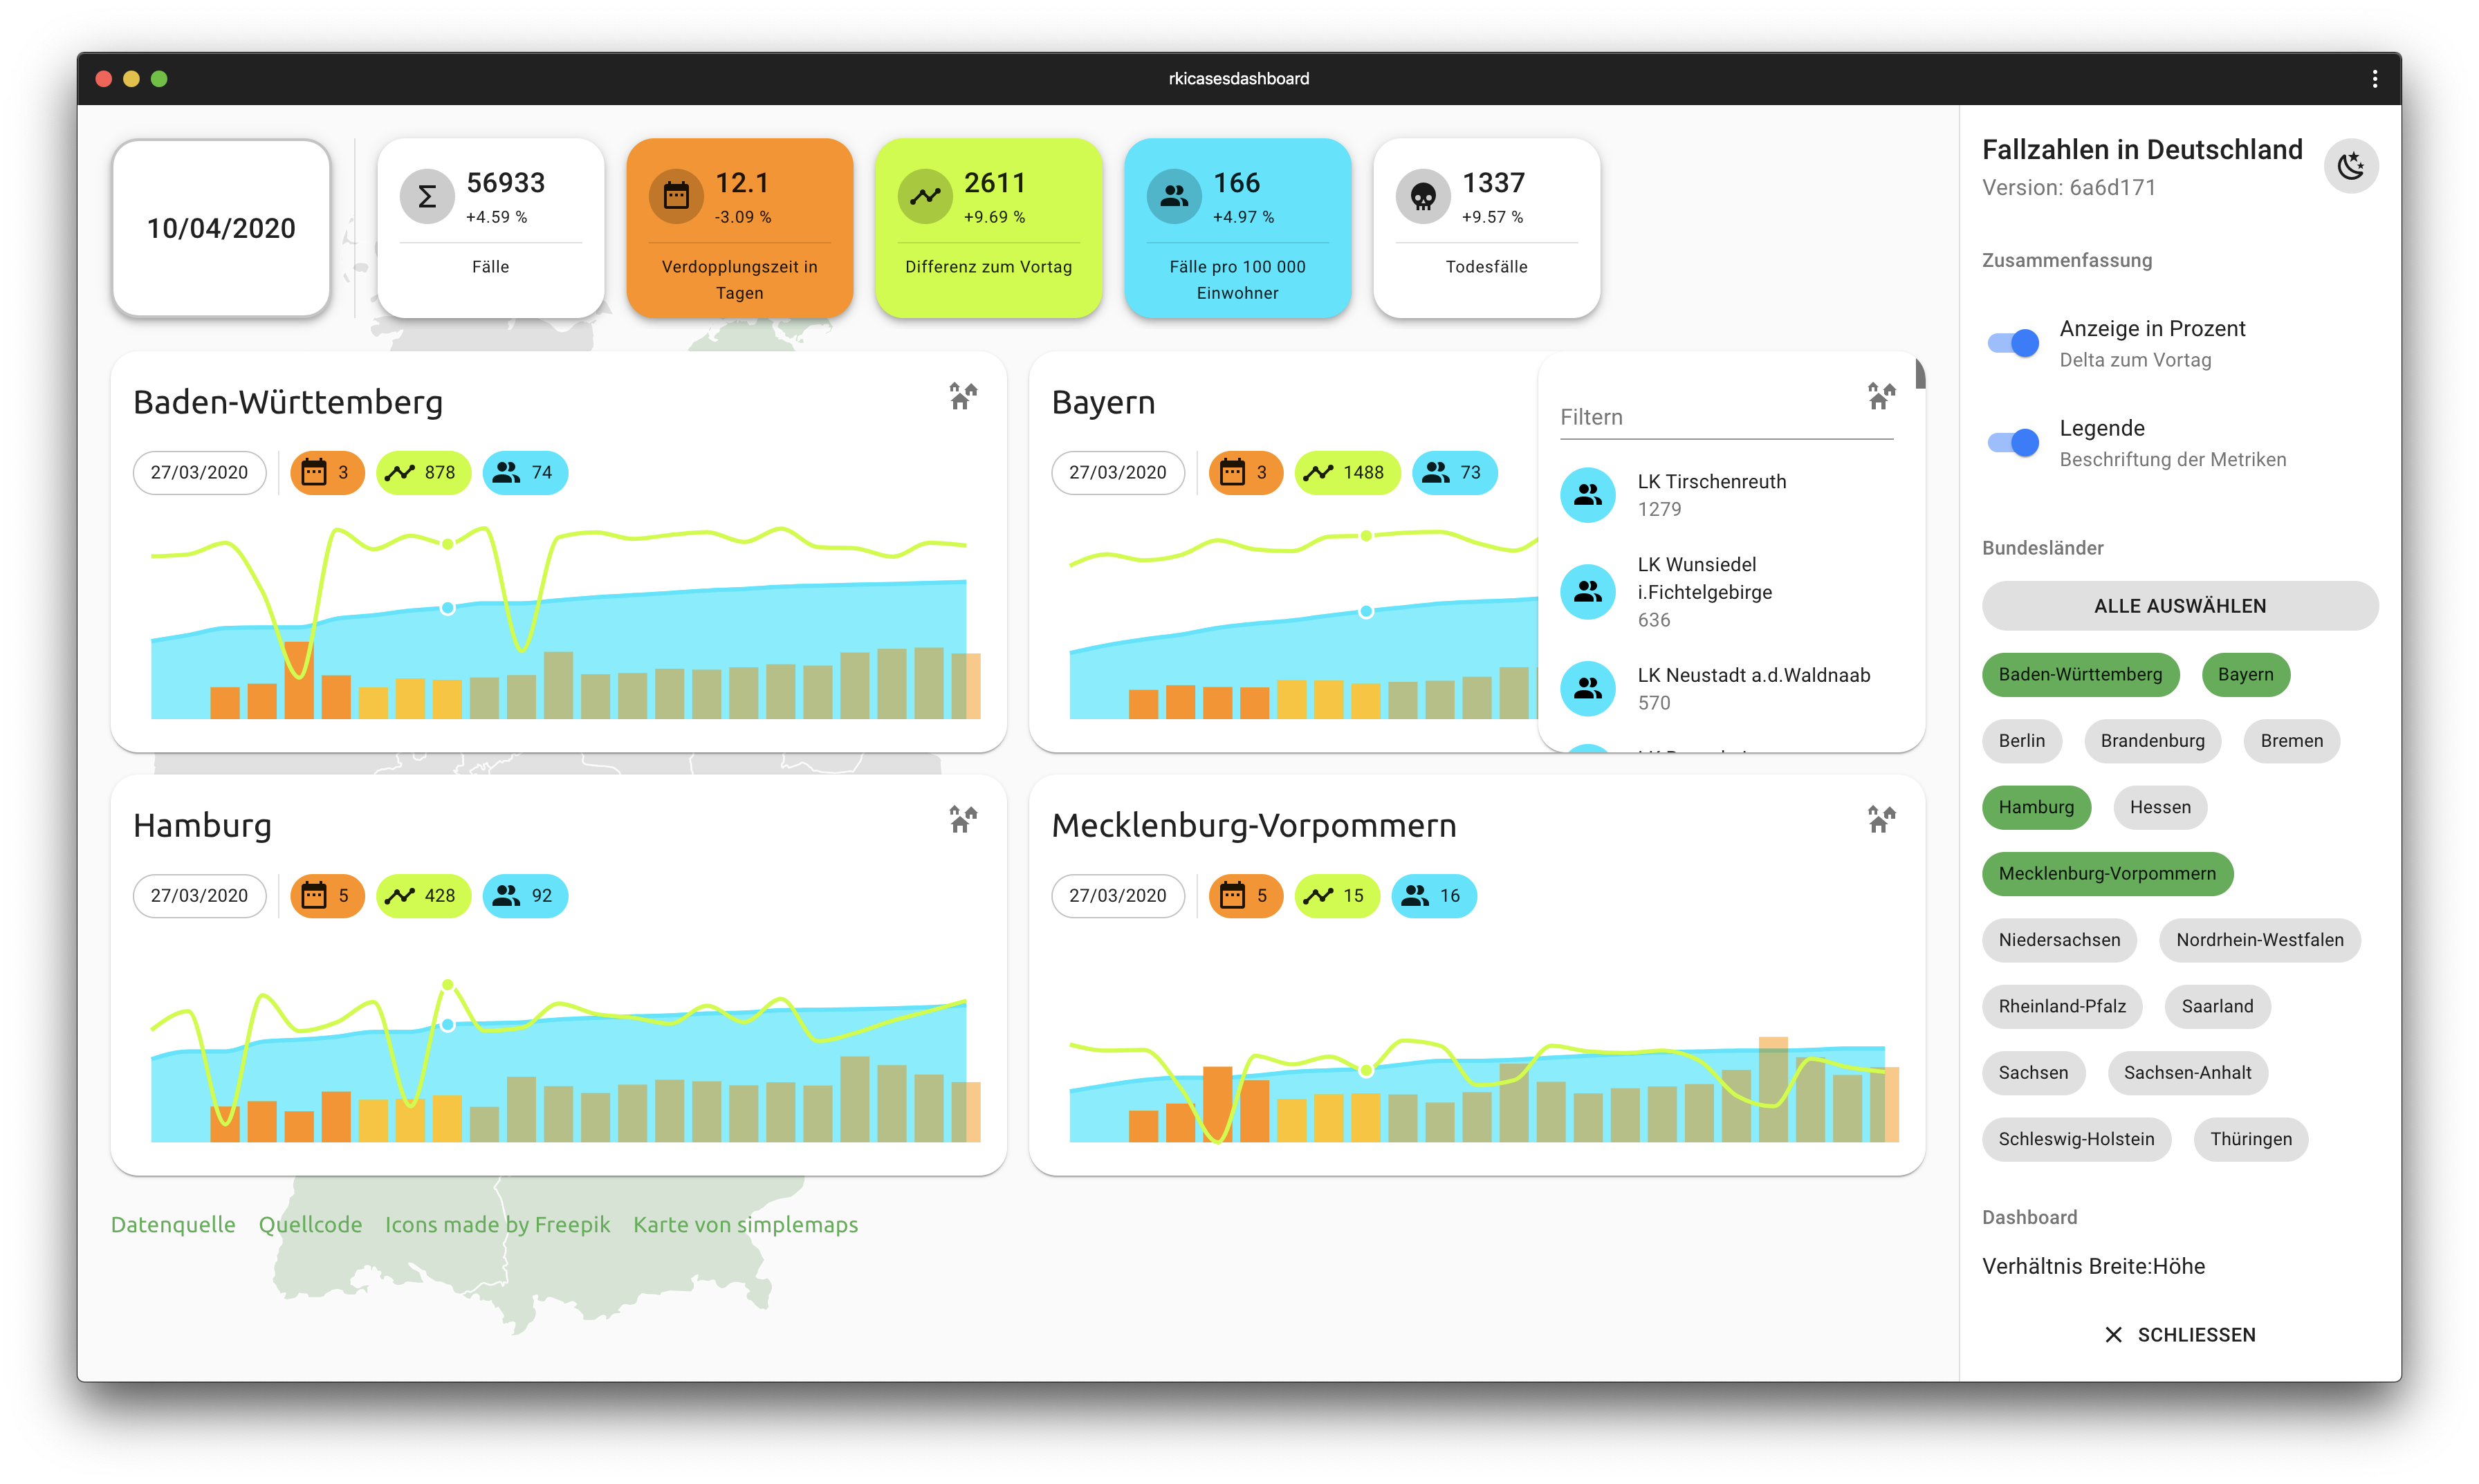 rkicasesdashboard
10/04/2020
56933
+4.59 %
Fälle
12.1
-3.09 %
Verdopplungszeit in
Tagen
2611
+9.69 %
Differenz zum Vortag
166
+4.97 %
Fälle pro 100 000
Einwohner
1337
+9.57 %
Todesfälle
Baden-Württemberg
27/03/2020
3
878
74
Bayern
27/03/2020
3
1488
73
Filtern
LK Tirschenreuth
1279
LK Wunsiedel
i.Fichtelgebirge
636
LK Neustadt a.d.Waldnaab
570
Hamburg
27/03/2020
5
428
92
Mecklenburg-Vorpommern
27/03/2020
5
15
16
Datenquelle Quellcode Icons made by Freepik Karte von simplemaps
Fallzahlen in Deutschland
Version: 6a6d171
Zusammenfassung
Anzeige in Prozent
Delta zum Vortag
Legende
Beschriftung der Metriken
Bundesländer
ALLE AUSWÄHLEN
Baden-Württemberg Bayern
Berlin Brandenburg Bremen
Hamburg Hessen
Mecklenburg-Vorpommern
Niedersachsen Nordrhein-Westfalen
Rheinland-Pfalz Saarland
Sachsen Sachsen-Anhalt
Schleswig-Holstein Thüringen
Dashboard
Verhältnis Breite:Höhe
SCHLIESSEN